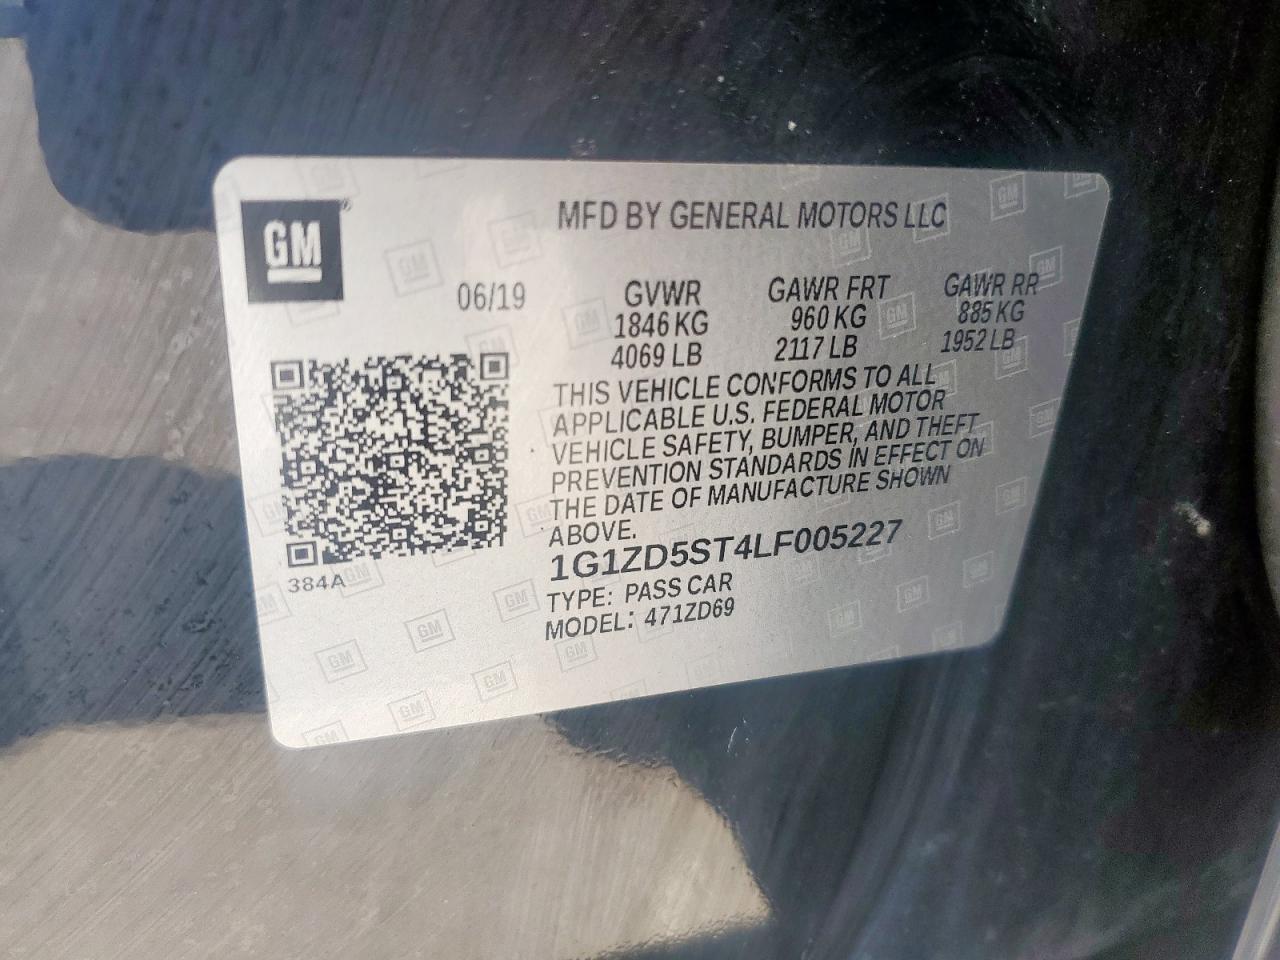 GM
MFD BY GENERAL MOTORS LLC
06/19
GVWR GAWR FRT GAWR RR
1846 KG 960 KG 885 KG
4069 LB 2117 LB 1952 LB
THIS VEHICLE CONFORMS TO ALL
APPLICABLE U.S. FEDERAL MOTOR
VEHICLE SAFETY, BUMPER, AND THEFT
PREVENTION STANDARDS IN EFFECT ON
THE DATE OF MANUFACTURE SHOWN
ABOVE.
1G1ZD5ST4LF005227
TYPE: PASS CAR
MODEL: 471ZD69
384A